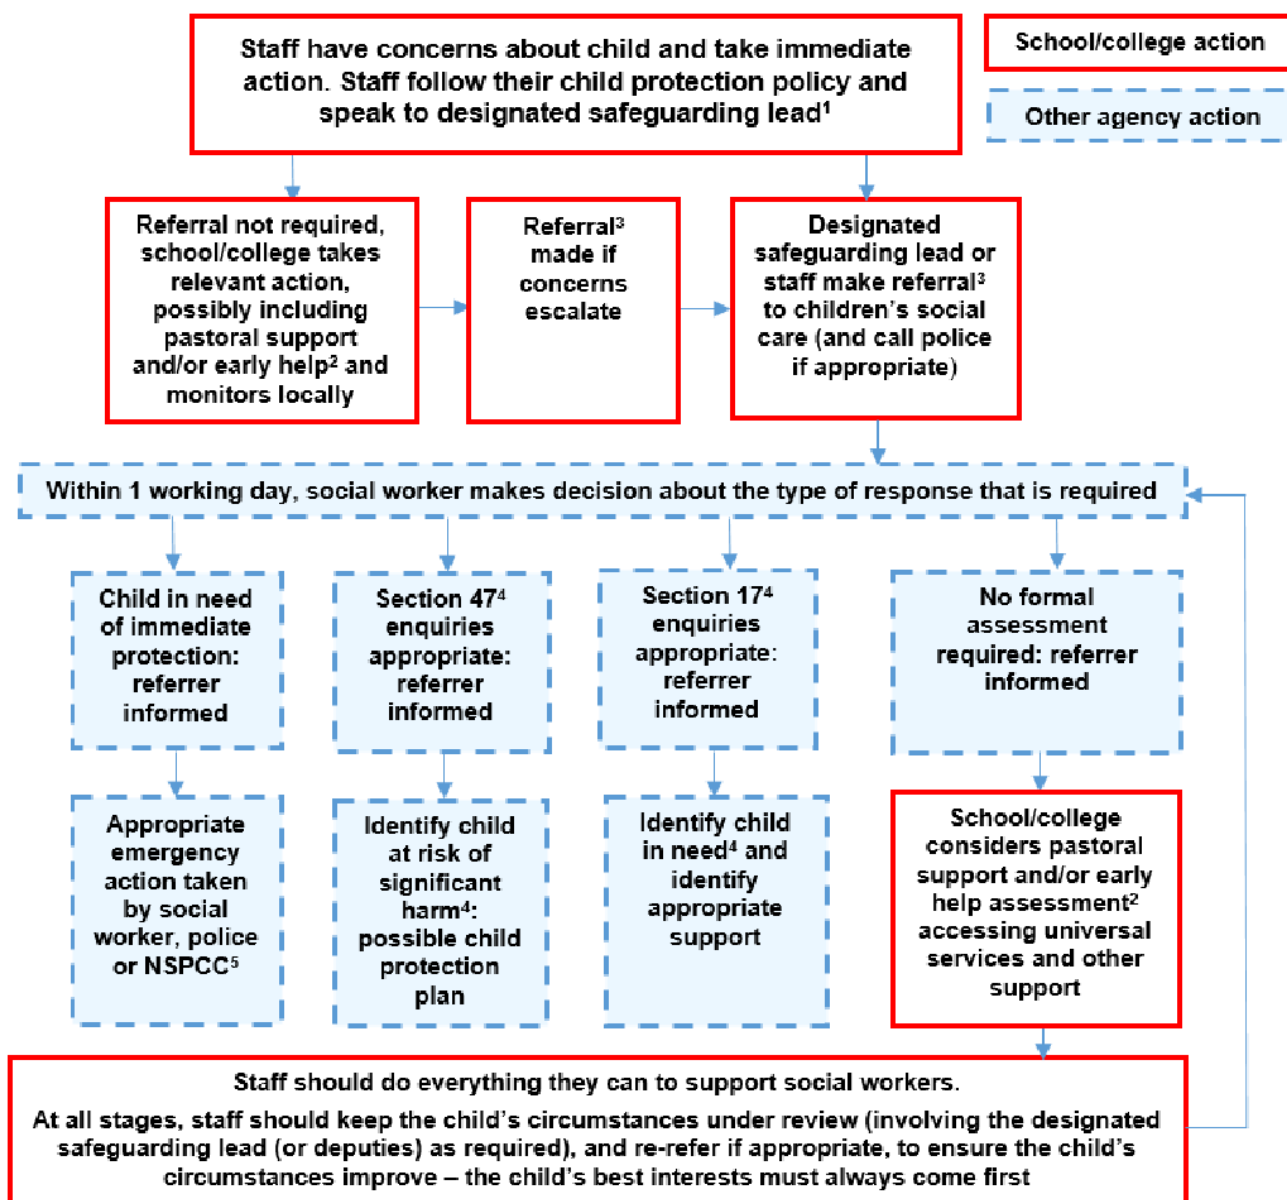 Staff have concerns about child and take immediate
action. Staff follow their child protection policy and
speak to designated safeguarding lead¹
School/college action
Other agency action
Referral not required,
school/college takes
relevant action,
possibly including
pastoral support
and/or early help² and
monitors locally
Referral³
made if
concerns
escalate
Designated
safeguarding lead or
staff make referral³
to children's social
care (and call police
if appropriate)
Within 1 working day, social worker makes decision about the type of response that is required
Child in need
of immediate
protection:
referrer
informed
Section 47⁴
enquiries
appropriate:
referrer
informed
Section 17⁴
enquiries
appropriate:
referrer
informed
No formal
assessment
required: referrer
informed
Appropriate
emergency
action taken
by social
worker, police
or NSPCC⁵
Identify child
at risk of
significant
harm⁴:
possible child
protection
plan
Identify child
in need⁴ and
identify
appropriate
support
School/college
considers pastoral
support and/or early
help assessment²
accessing universal
services and other
support
Staff should do everything they can to support social workers.
At all stages, staff should keep the child's circumstances under review (involving the designated
safeguarding lead (or deputies) as required), and re-refer if appropriate, to ensure the child's
circumstances improve – the child's best interests must always come first